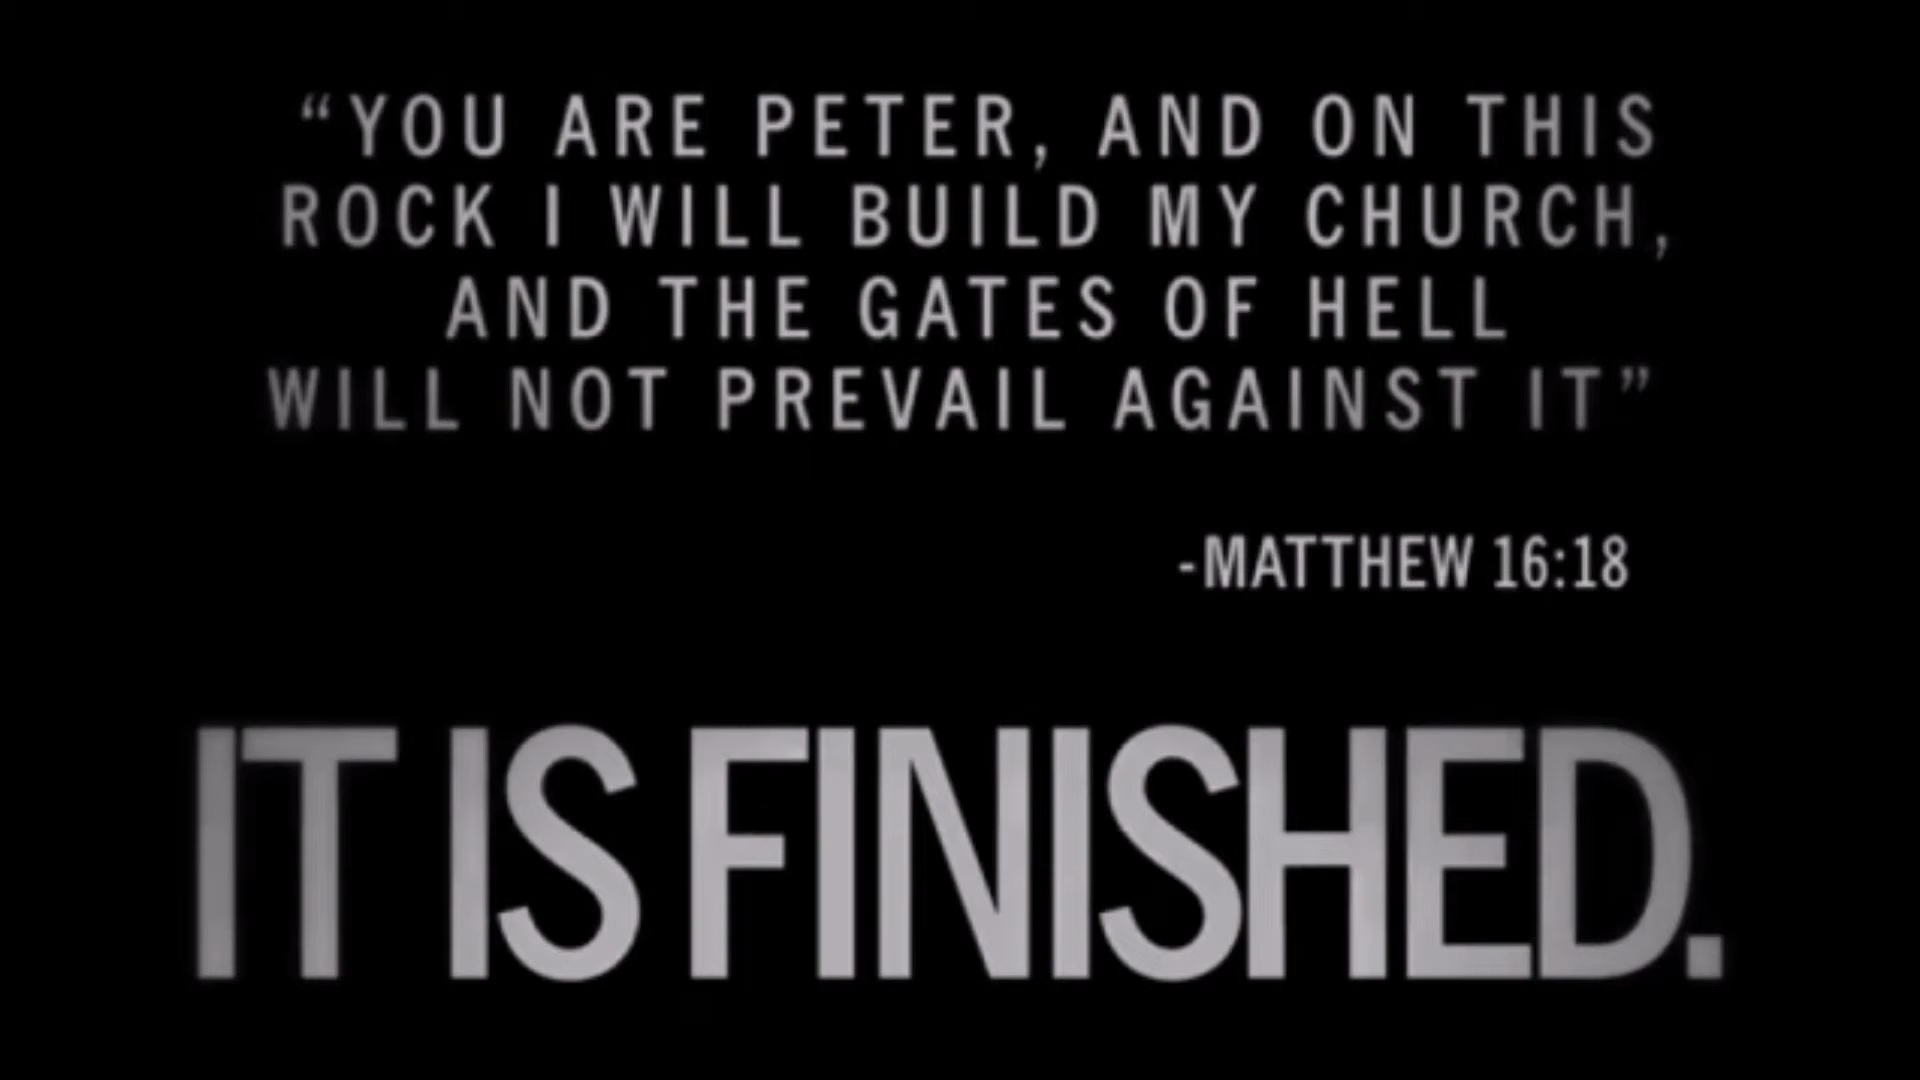 “YOU ARE PETER, AND ON THIS
ROCK I WILL BUILD MY CHURCH,
AND THE GATES OF HELL
WILL NOT PREVAIL AGAINST IT”
-MATTHEW 16:18
IT IS FINISHED.